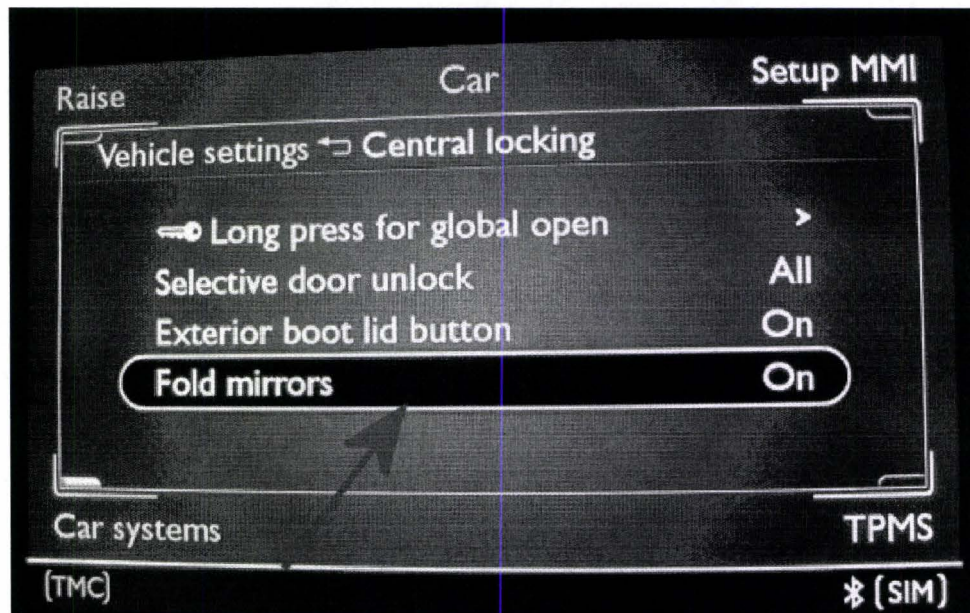 Raise Car Setup MMI
Vehicle settings Central locking
Long press for global open >
Selective door unlock All
Exterior boot lid button On
Fold mirrors On
Car systems TPMS
(TMC) (SIM)